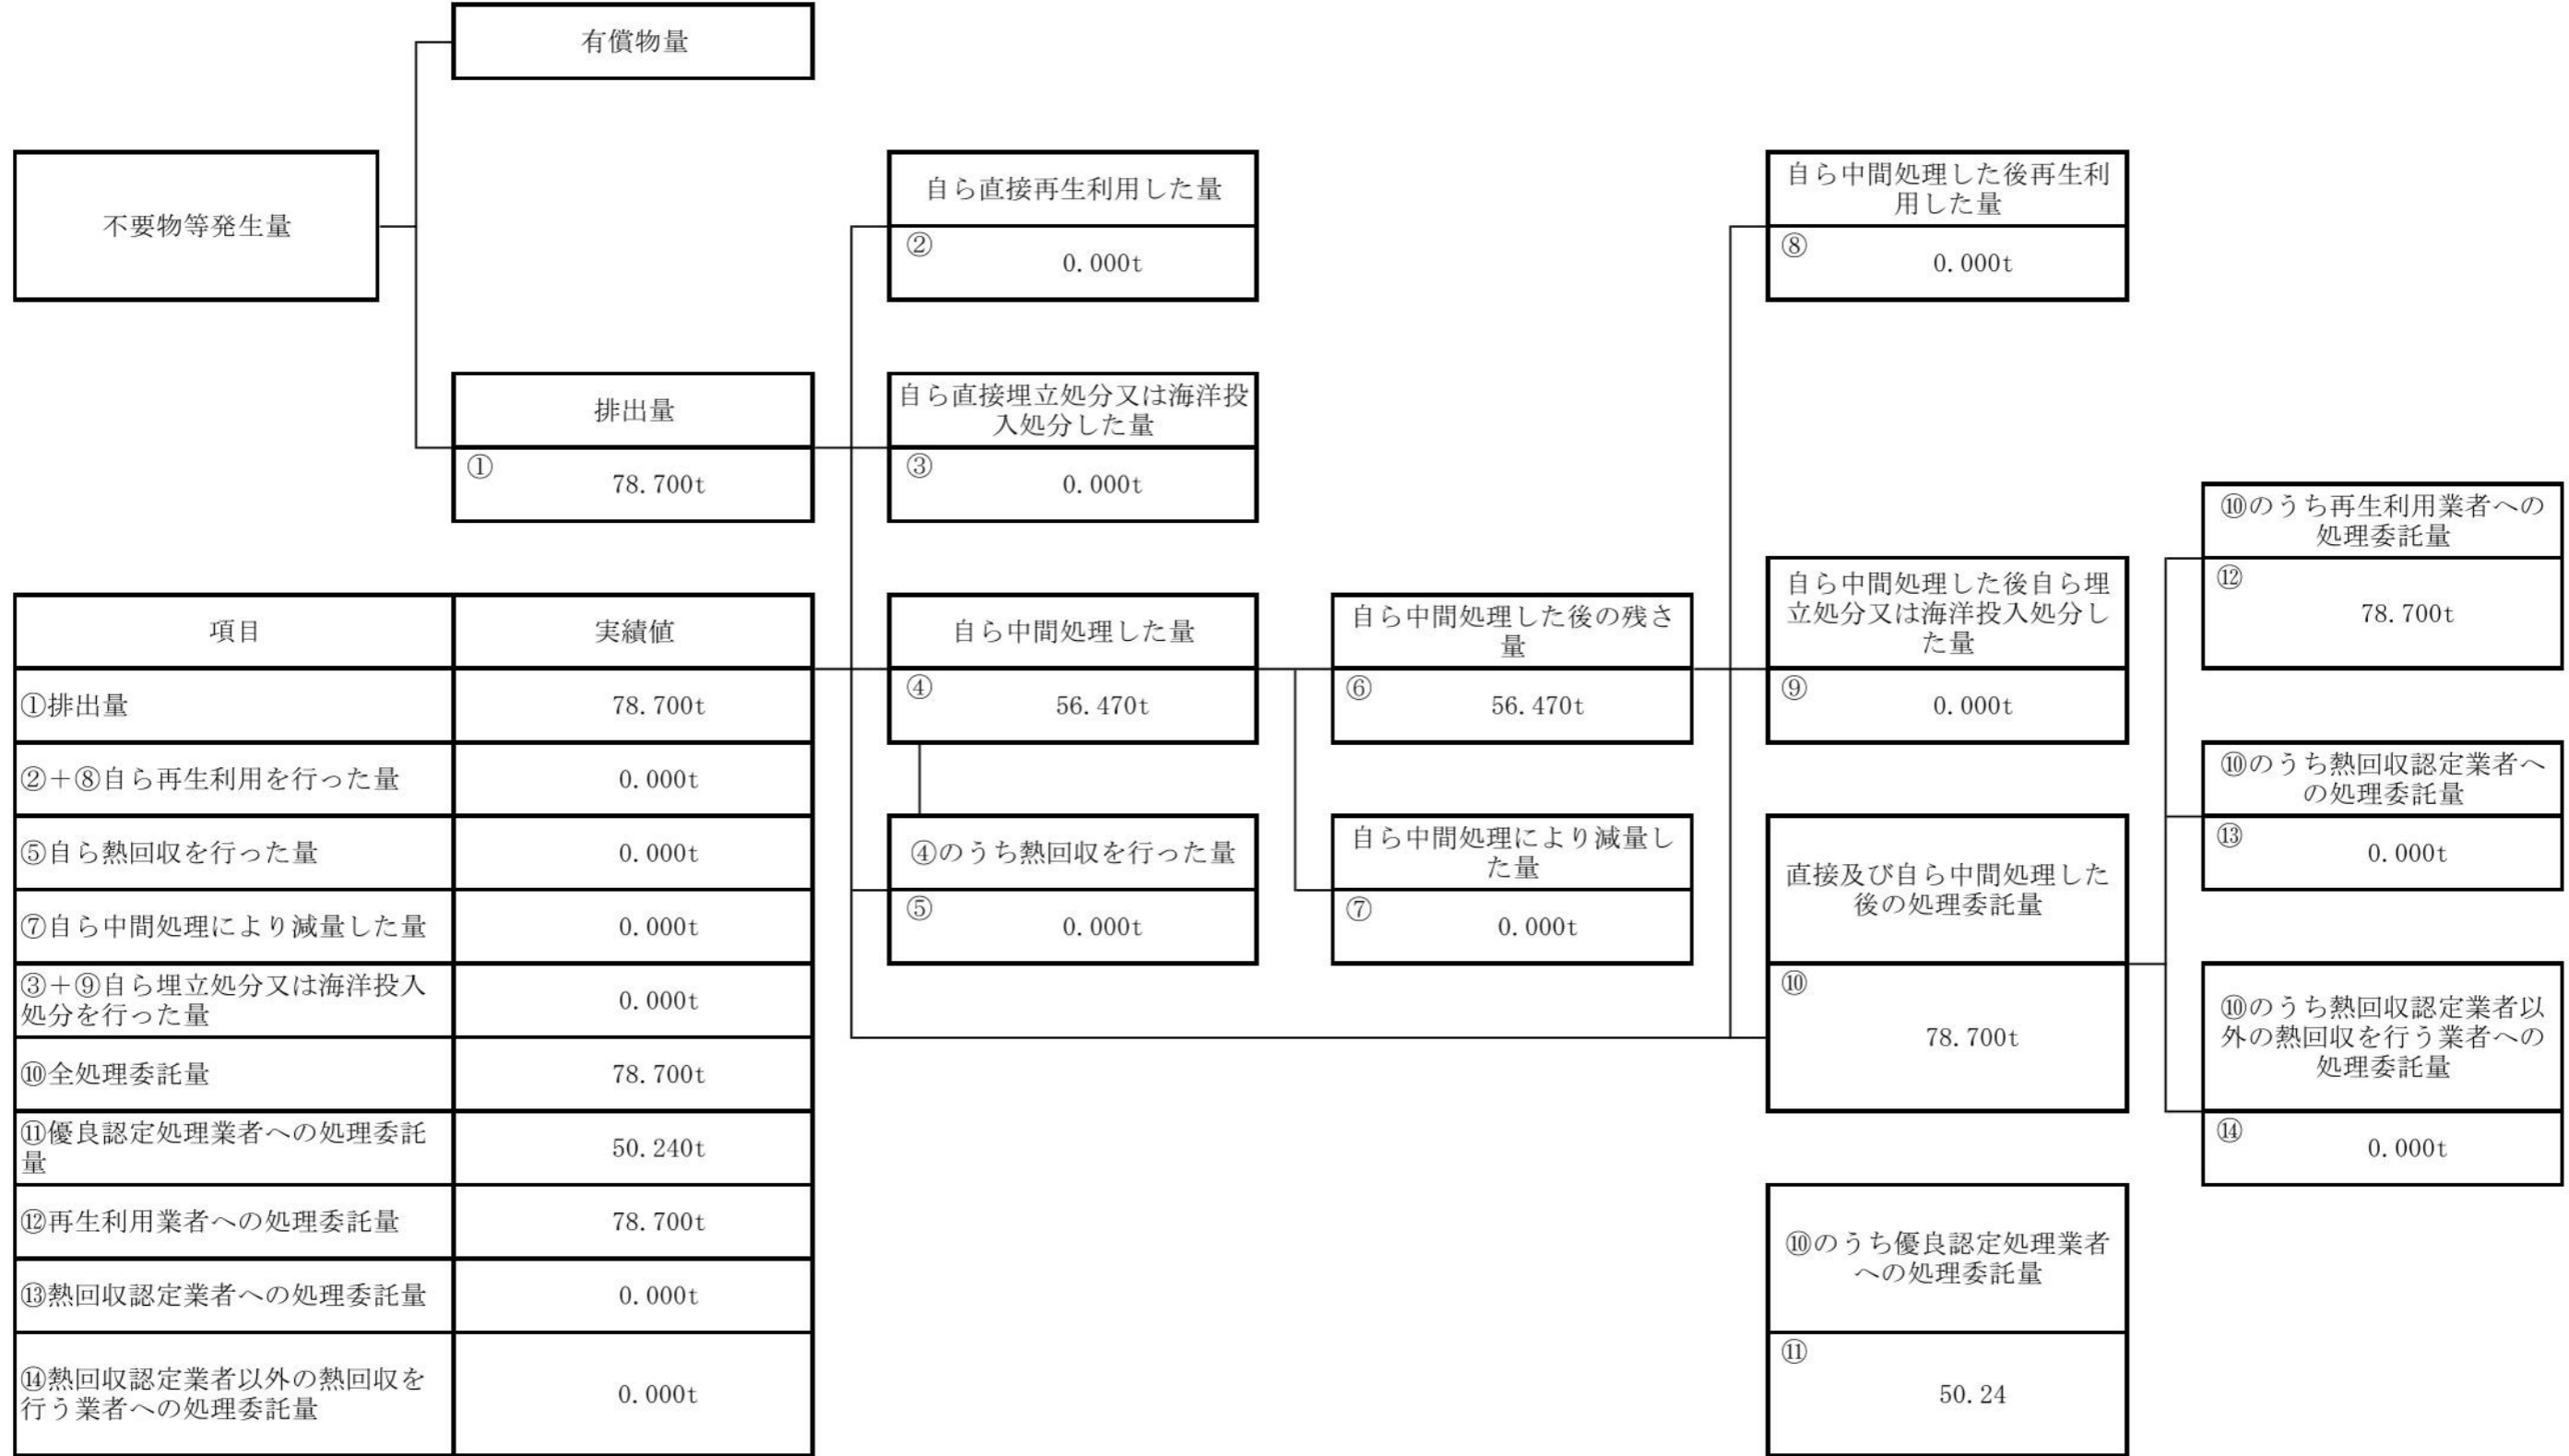 有償物量
不要物等発生量
自ら直接再生利用した量
②
0.000t
自ら中間処理した後再生利
用した量
⑧
0.000t
排出量
①
78.700t
自ら直接埋立処分又は海洋投
入処分した量
③
0.000t
自ら中間処理した量
④
56.470t
④のうち熱回収を行った量
⑤
0.000t
自ら中間処理した後の残さ
量
⑥
56.470t
自ら中間処理により減量し
た量
⑦
0.000t
自ら中間処理した後自ら埋
立処分又は海洋投入処分し
た量
⑨
0.000t
直接及び自ら中間処理した
後の処理委託量
⑩
78.700t
⑩のうち優良認定処理業者
への処理委託量
⑪
50.24
⑩のうち再生利用業者への
処理委託量
⑫
78.700t
⑩のうち熱回収認定業者へ
の処理委託量
⑬
0.000t
⑩のうち熱回収認定業者以
外の熱回収を行う業者への
処理委託量
⑭
0.000t
項目 実績値
①排出量 78.700t
②+⑧自ら再生利用を行った量 0.000t
⑤自ら熱回収を行った量 0.000t
⑦自ら中間処理により減量した量 0.000t
③+⑨自ら埋立処分又は海洋投入
処分を行った量 0.000t
⑩全処理委託量 78.700t
⑪優良認定処理業者への処理委託
量 50.240t
⑫再生利用業者への処理委託量 78.700t
⑬熱回収認定業者への処理委託量 0.000t
⑭熱回収認定業者以外の熱回収を
行う業者への処理委託量 0.000t